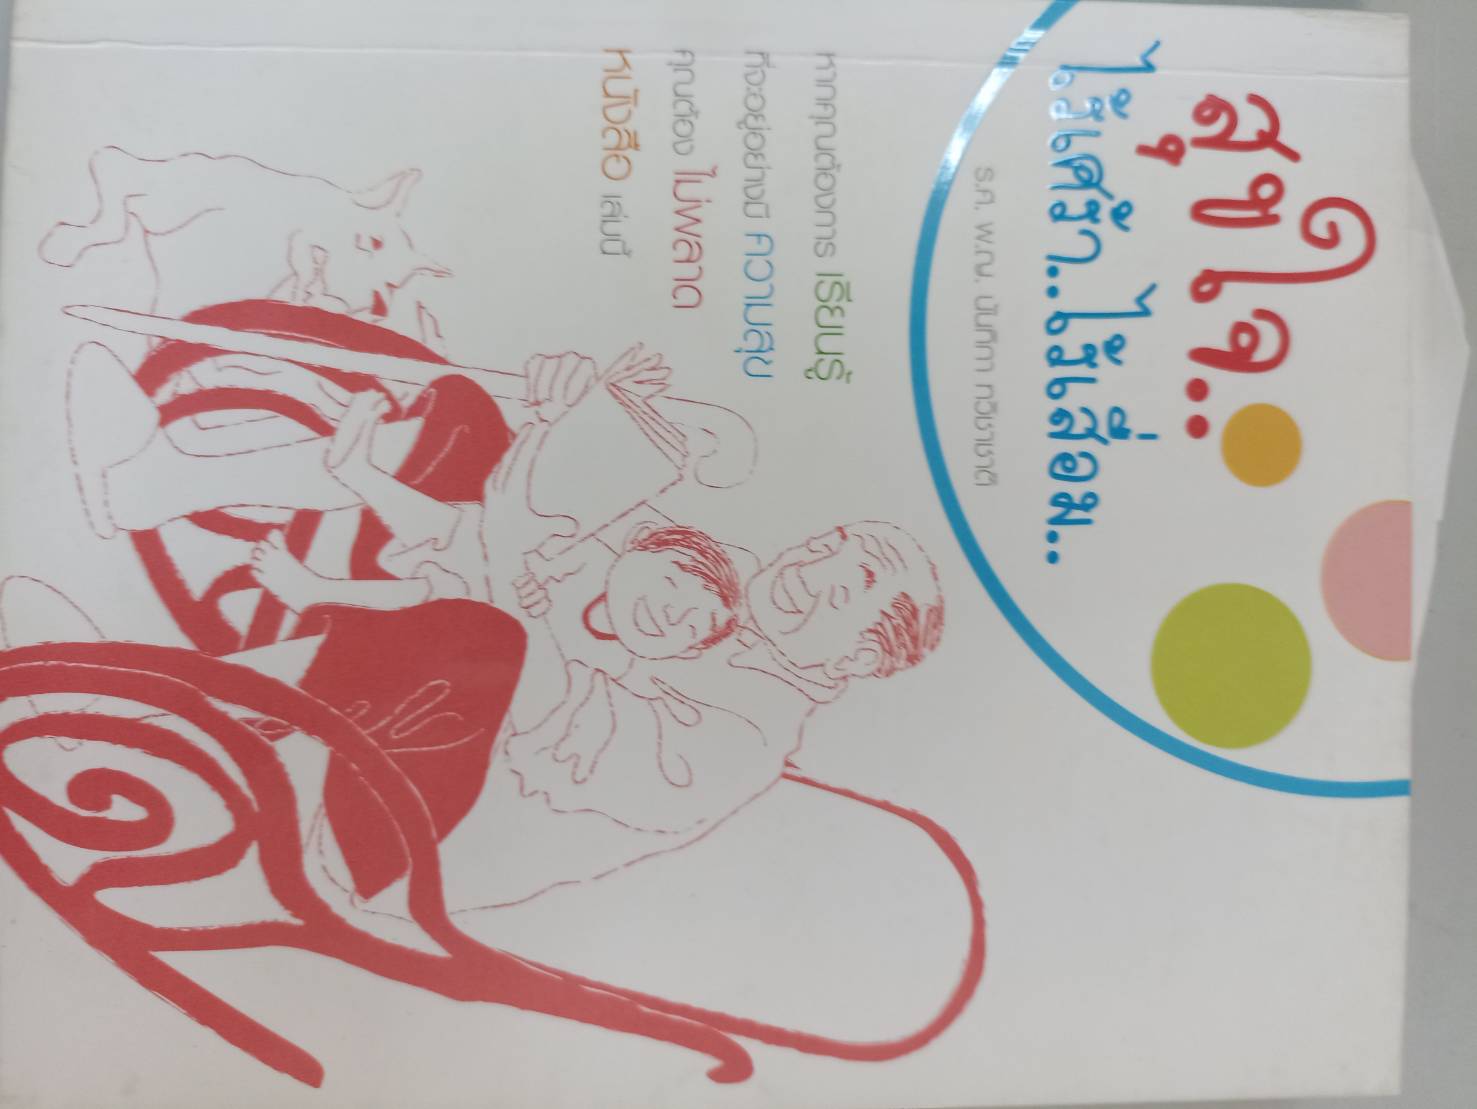 สุขใจ..
ไร้เศร้า..ไร้เสื่อม..
ร.ศ. พ.ญ. นันทิกา ทวิชาชาติ
หากคุณต้องการ เรียนรู้
ที่จะอยู่อย่างมี ความสุข
คุณต้อง ไม่พลาด
หนังสือ เล่มนี้